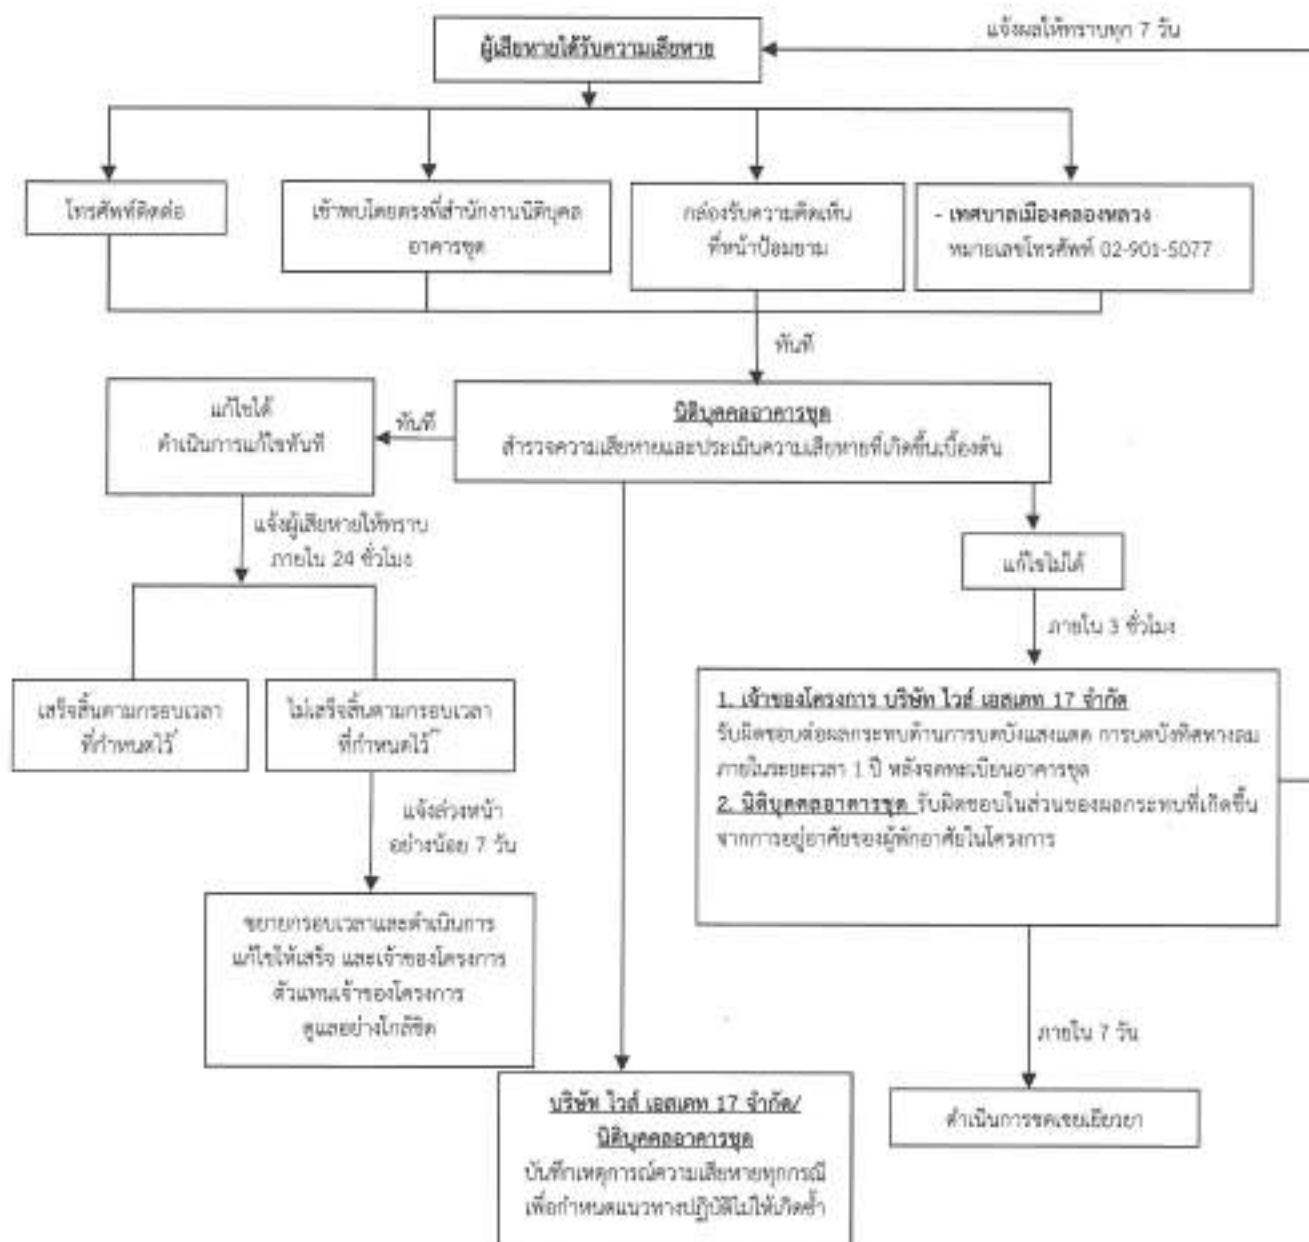 ผู้เสียหายได้รับความเสียหาย
แจ้งผลให้ทราบทุก 7 วัน
โทรศัพท์ติดต่อ
เข้าพบโดยตรงที่สำนักงานนิติบุคล
อาคารชุด
กล่องรับความคิดเห็น
ที่หน้าป้อมยาม
- เทศบาลเมืองคลองหลวง
หมายเลขโทรศัพท์ 02-901-5077
ทันที
แก้ไขได้
ดำเนินการแก้ไขทันที
ทันที
นิติบุคคลอาคารชุด
สำรวจความเสียหายและประเมินความเสียหายที่เกิดขึ้นเบื้องต้น
แจ้งผู้เสียหายให้ทราบ
ภายใน 24 ชั่วโมง
แก้ไขไม่ได้
ภายใน 3 ชั่วโมง
เสร็จสิ้นตามกรอบเวลา
ที่กำหนดไว้
ไม่เสร็จสิ้นตามกรอบเวลา
ที่กำหนดไว้
1. เจ้าของโครงการ บริษัท ไวส์ เอสเตท 17 จำกัด
รับผิดชอบต่อผลกระทบด้านการบดบังแสงแดด การบดบังทิศทางลม
ภายในระยะเวลา 1 ปี หลังจดทะเบียนอาคารชุด
2. นิติบุคคลอาคารชุด รับผิดชอบในส่วนของผลกระทบที่เกิดขึ้น
จากการอยู่อาศัยของผู้พักอาศัยในโครงการ
แจ้งล่วงหน้า
อย่างน้อย 7 วัน
ขยายกรอบเวลาและดำเนินการ
แก้ไขให้เสร็จ และเจ้าของโครงการ
ตัวแทนเจ้าของโครงการ
ดูแลอย่างใกล้ชิด
ภายใน 7 วัน
บริษัท ไวส์ เอสเตท 17 จำกัด/
นิติบุคคลอาคารชุด
บันทึกเหตุการณ์ความเสียหายทุกกรณี
เพื่อกำหนดแนวทางปฏิบัติไม่ให้เกิดซ้ำ
ดำเนินการชดเชยเยียวยา